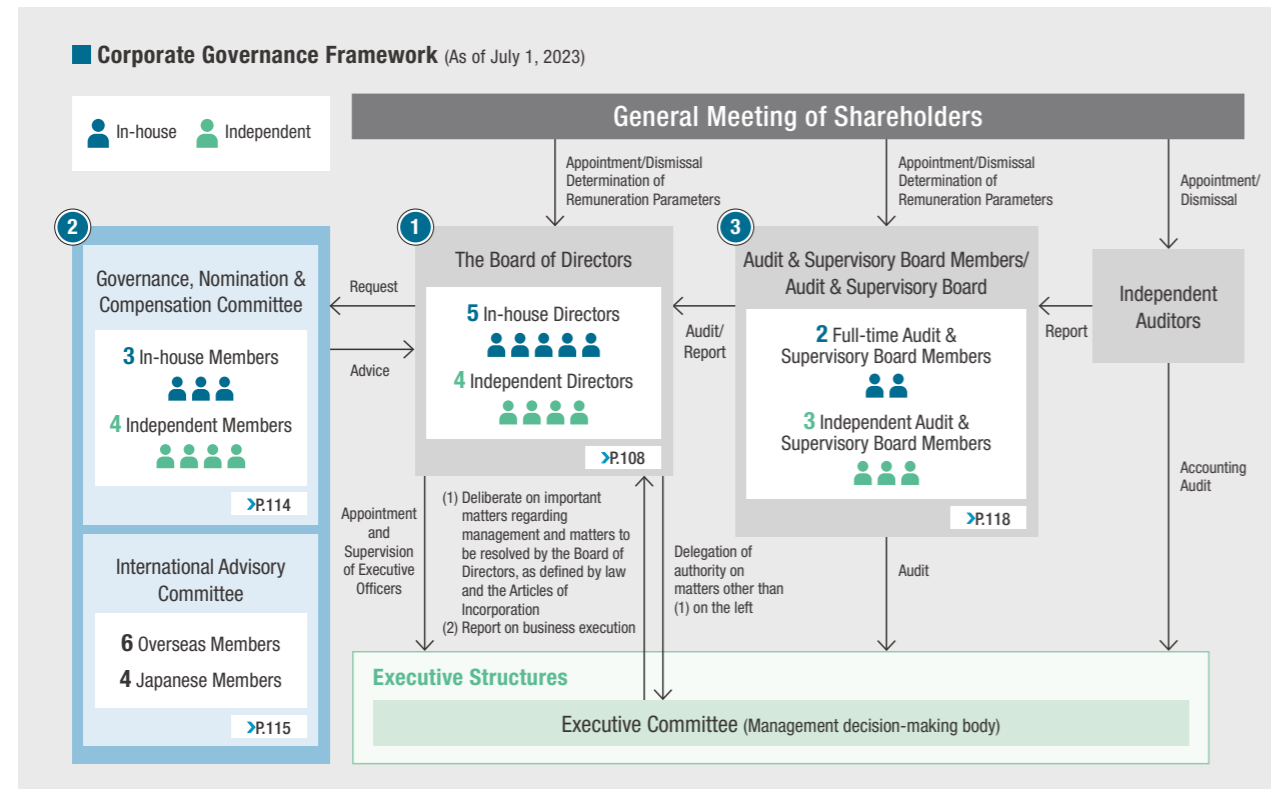 Corporate Governance Framework (As of July 1, 2023)
In-house
Independent
General Meeting of Shareholders
Appointment/Dismissal
Determination of
Remuneration Parameters
Appointment/Dismissal
Determination of
Remuneration Parameters
Appointment/
Dismissal
2
Governance, Nomination &
Compensation Committee
3 In-house Members
4 Independent Members
P.114
International Advisory
Committee
6 Overseas Members
4 Japanese Members
P.115
Request
Advice
1
The Board of Directors
5 In-house Directors
4 Independent Directors
P.108
Audit/
Report
3
Audit & Supervisory Board Members/
Audit & Supervisory Board
2 Full-time Audit &
Supervisory Board Members
3 Independent Audit &
Supervisory Board Members
P.118
Report
Independent
Auditors
Appointment
and
Supervision
of Executive
Officers
(1) Deliberate on important
matters regarding
management and matters to
be resolved by the Board of
Directors, as defined by law
and the Articles of
Incorporation
(2) Report on business execution
Delegation of
authority on
matters other than
(1) on the left
Audit
Accounting
Audit
Executive Structures
Executive Committee (Management decision-making body)